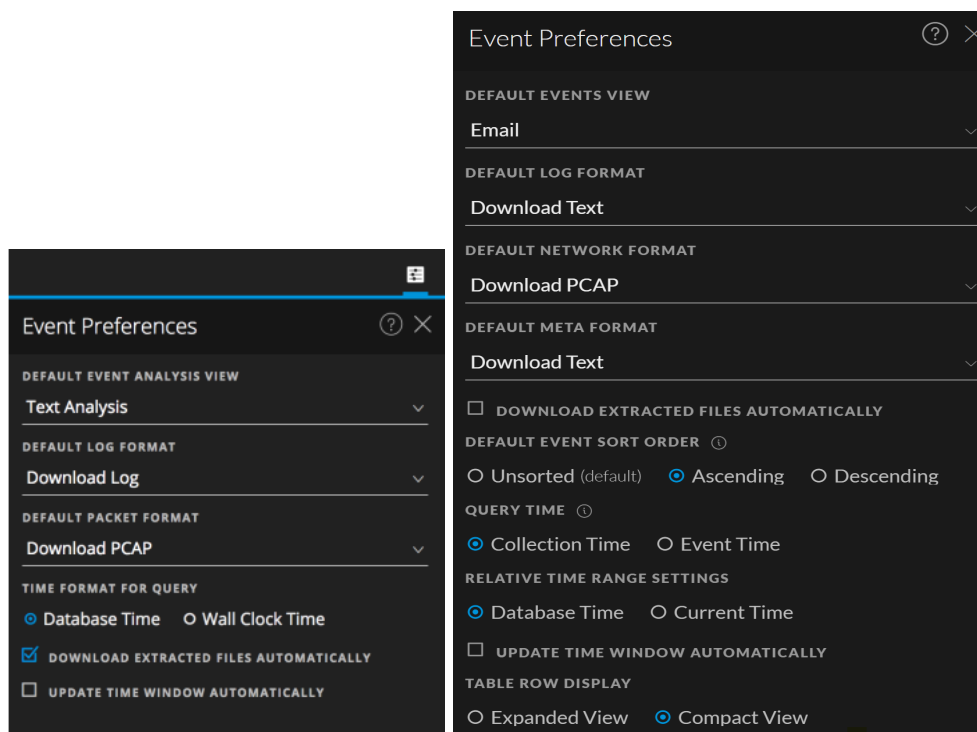 Event Preferences
DEFAULT EVENT ANALYSIS VIEW
Text Analysis
DEFAULT LOG FORMAT
Download Log
DEFAULT PACKET FORMAT
Download PCAP
TIME FORMAT FOR QUERY
Database Time Wall Clock Time
DOWNLOAD EXTRACTED FILES AUTOMATICALLY
UPDATE TIME WINDOW AUTOMATICALLY
Event Preferences
DEFAULT EVENTS VIEW
Email
DEFAULT LOG FORMAT
Download Text
DEFAULT NETWORK FORMAT
Download PCAP
DEFAULT META FORMAT
Download Text
DOWNLOAD EXTRACTED FILES AUTOMATICALLY
DEFAULT EVENT SORT ORDER
Unsorted (default) Ascending Descending
QUERY TIME
Collection Time Event Time
RELATIVE TIME RANGE SETTINGS
Database Time Current Time
UPDATE TIME WINDOW AUTOMATICALLY
TABLE ROW DISPLAY
Expanded View Compact View